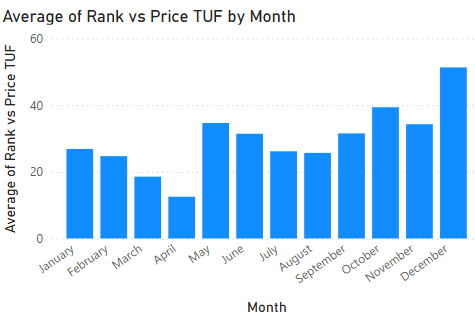 Average of Rank vs Price TUF by Month
Average of Rank vs Price TUF
60
40
20
0
January
February
March
April
May
June
July
August
September
October
November
December
Month